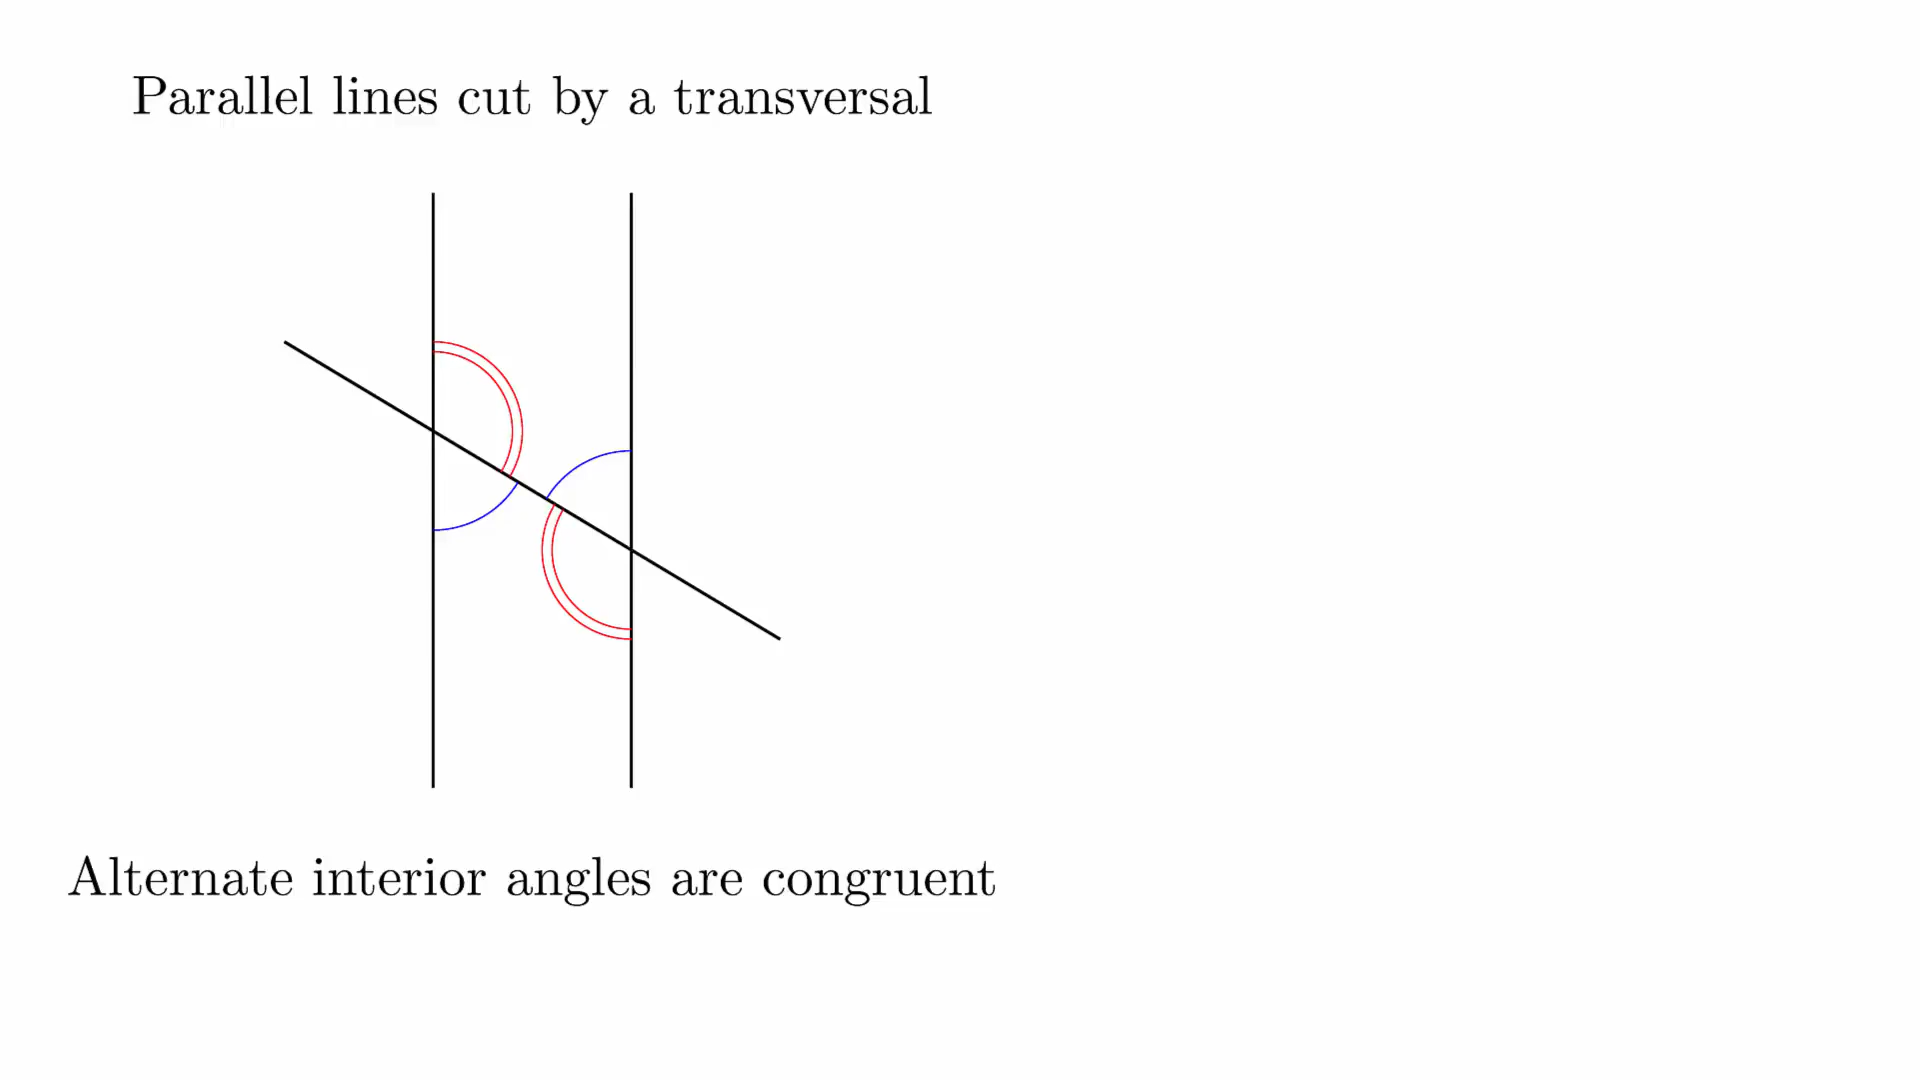 Parallel lines cut by a transversal
Alternate interior angles are congruent